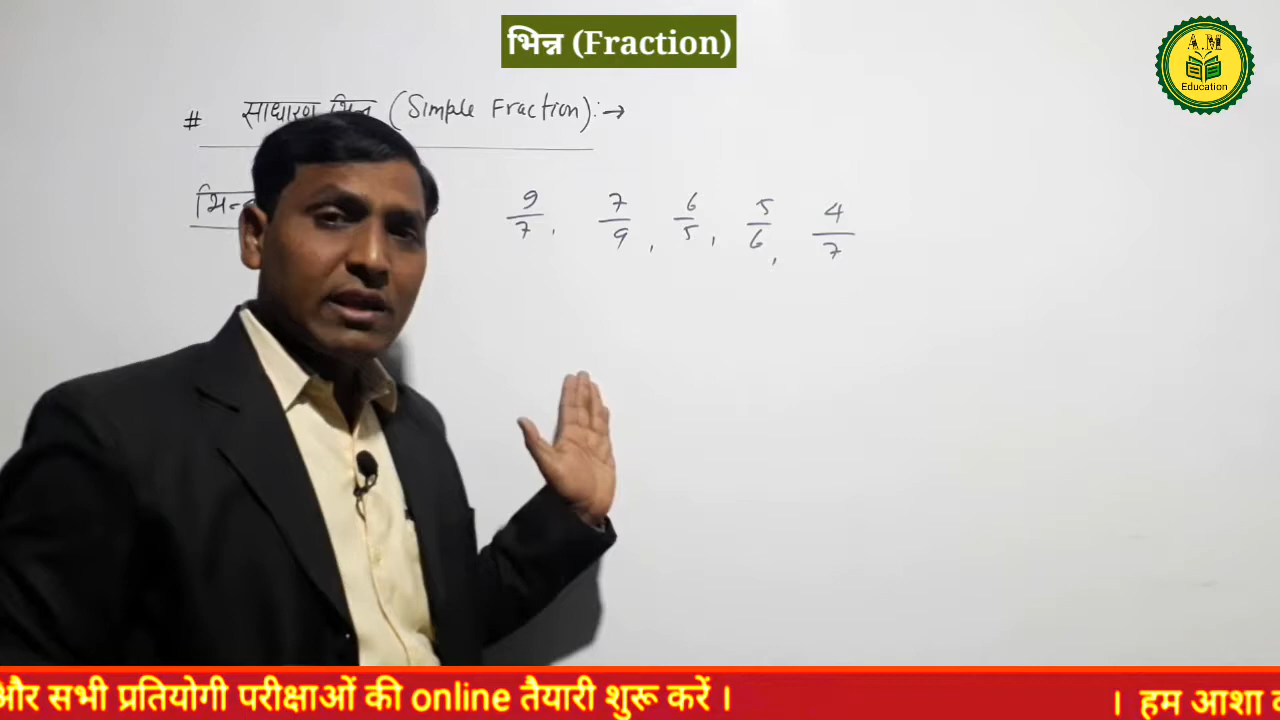 भिन्न (Fraction)
A.M
Education
# साधारण भिन्न (Simple Fraction):→
9/7, 7/9, 6/5, 5/6, 4/7
और सभी प्रतियोगी परीक्षाओं की online तैयारी शुरू करें । । हम आशा